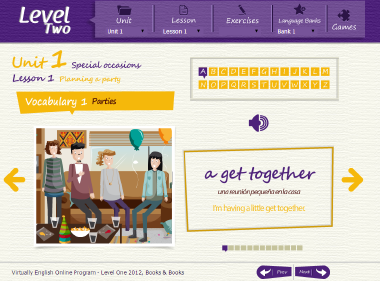 Level
Two
Unit
Lesson
Exercises
Language Banks
Games
Unit 1
Lesson 1
Bank 1
Unit 1 Special occasions
Lesson 1 Planning a party
Vocabulary 1 Parties
A B C D E F G H I J K L M
N O P Q R S T U V W X Y Z
a get together
una reunión pequeña en la casa
I'm having a little get together.
Virtually English Online Program - Level One 2012, Books & Books
Prev
Next